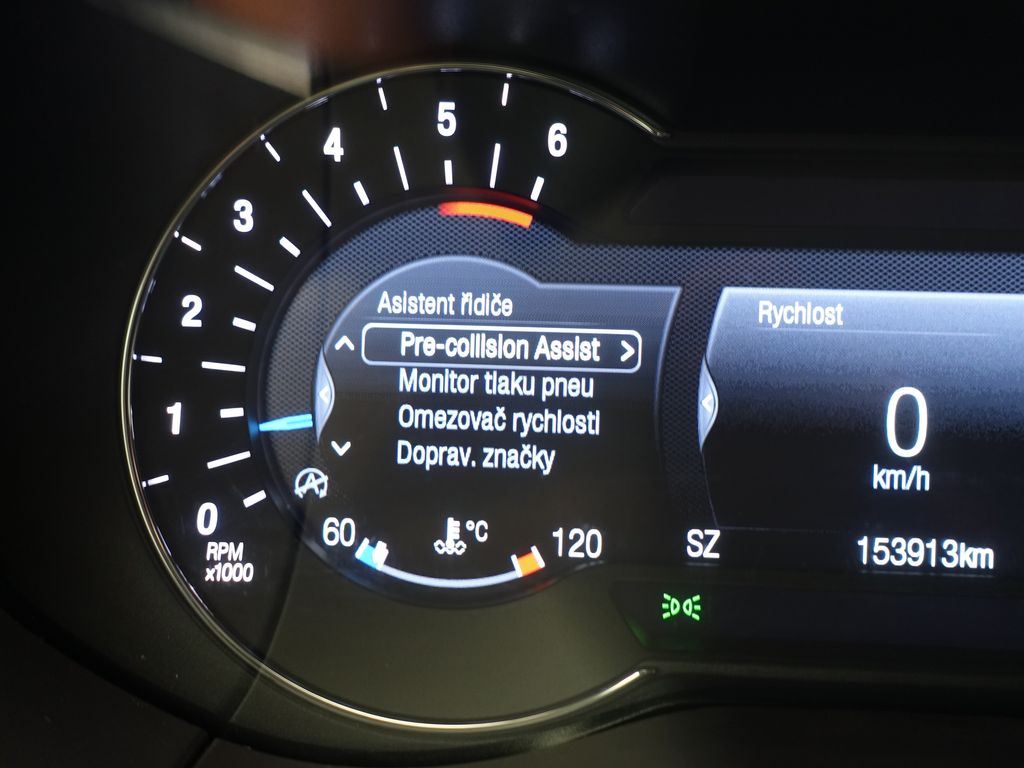 6
5
4
3
2
1
0
RPM
x1000
Asistent řidiče
Pre-collision Assist >
Monitor tlaku pneu
Omezovač rychlosti
Doprav. značky
A
60 °C 120
Rychlost
0
km/h
SZ 153913km